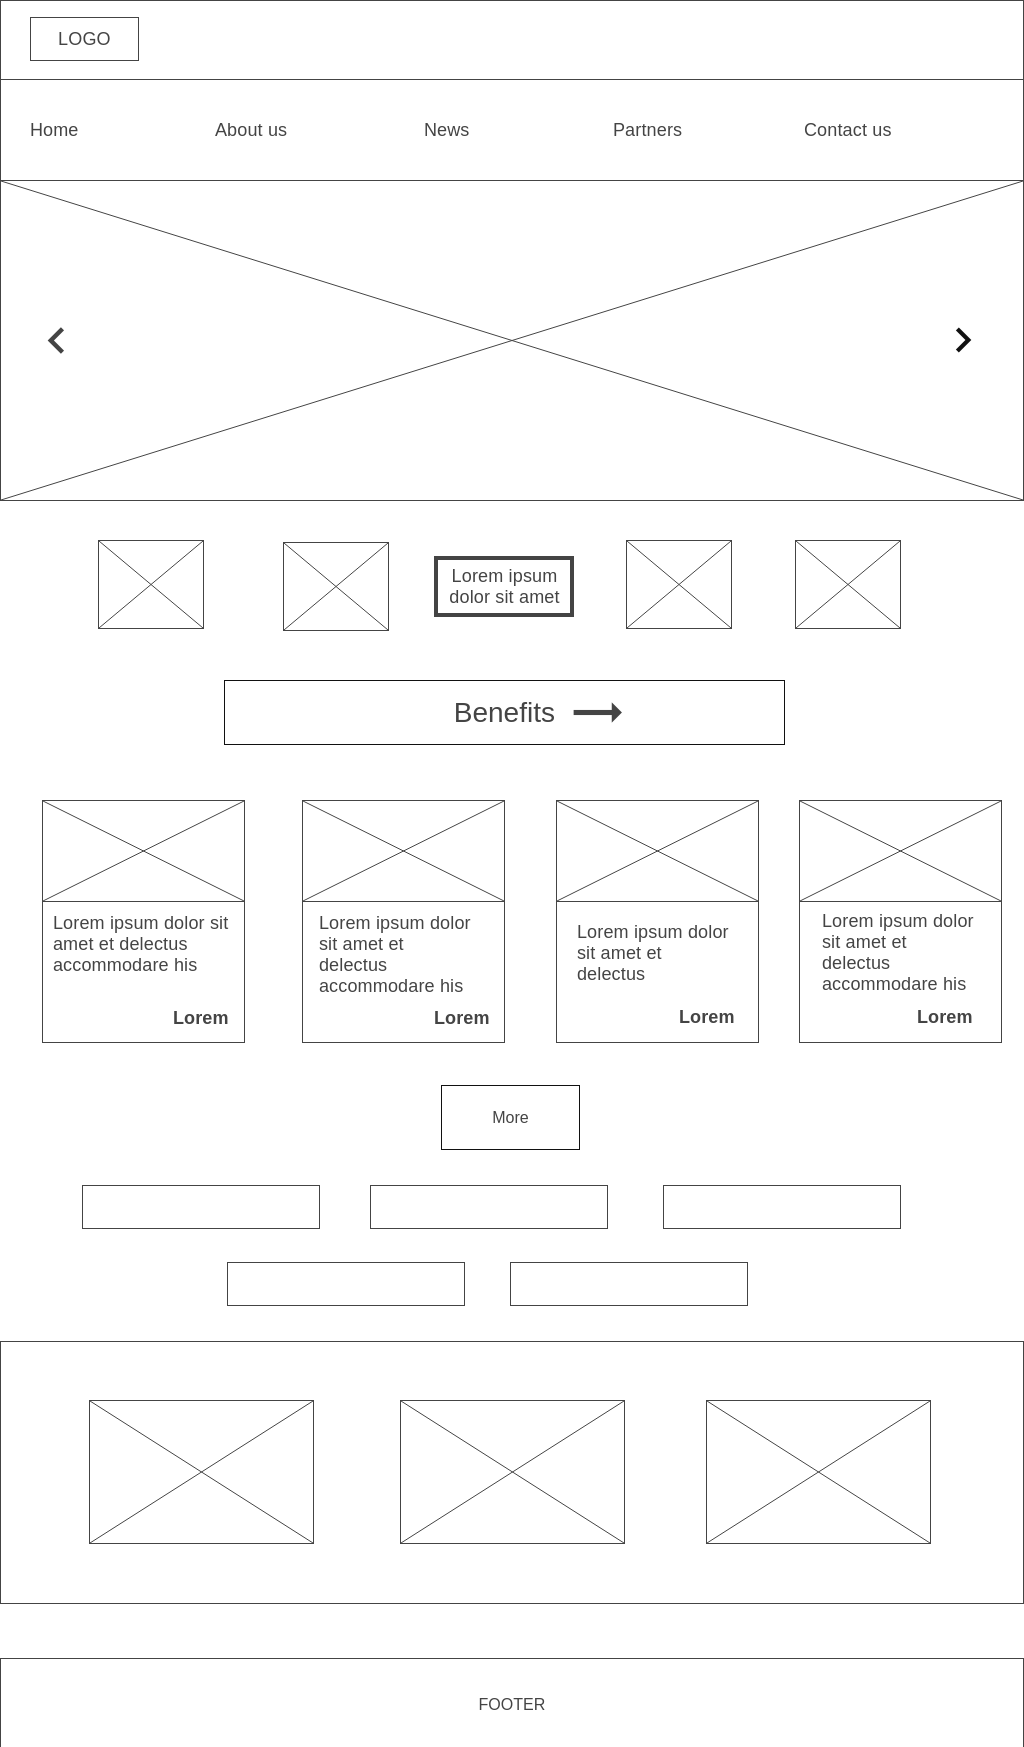 LOGO
Home About us News Partners Contact us
Lorem ipsum
dolor sit amet
Benefits
Lorem ipsum dolor sit
amet et delectus
accommodare his
Lorem
Lorem ipsum dolor
sit amet et
delectus
accommodare his
Lorem
Lorem ipsum dolor
sit amet et
delectus
Lorem
Lorem ipsum dolor
sit amet et
delectus
accommodare his
Lorem
More
FOOTER